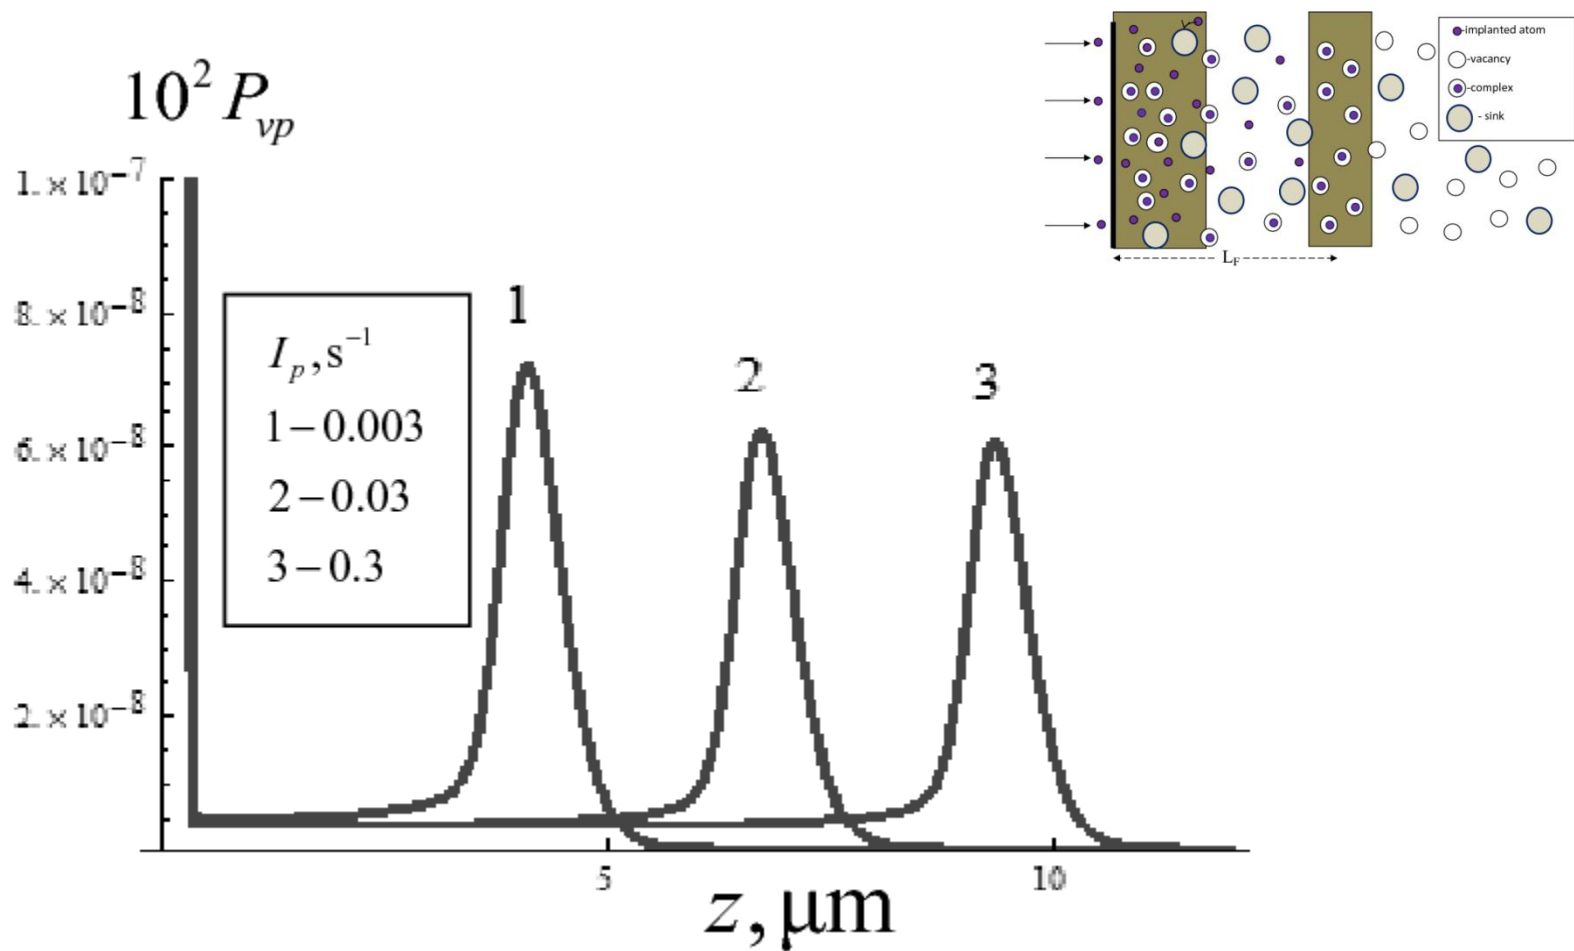 10² P_vp
1.×10⁻⁷
8.×10⁻⁸
6.×10⁻⁸
4.×10⁻⁸
2.×10⁻⁸
I_p, s⁻¹
1–0.003
2–0.03
3–0.3
1
2
3
5
10
z, μm
-implanted atom
-vacancy
-complex
- sink
L_F